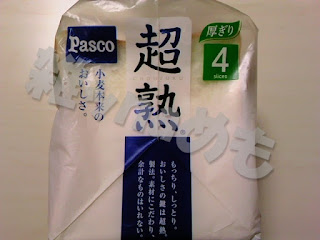 Pasco
超熟
厚ぎり
4
slices
小麦本来の
おいしさ。
もっちり、しっとり。
おいしさの鍵は超熟
製法。素材にこだわり、
余計なものはいれない。